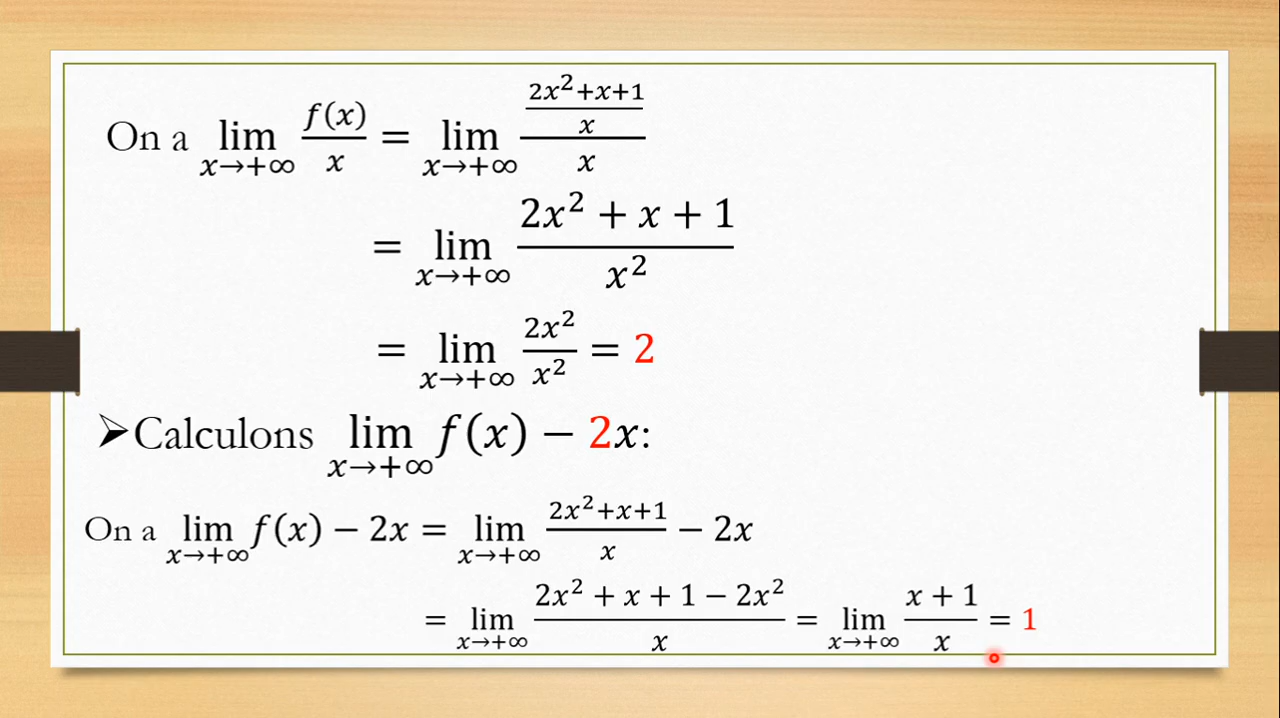 On a lim_{x→+∞} f(x)/x = lim_{x→+∞} ((2x²+x+1)/x)/x
= lim_{x→+∞} (2x² + x + 1)/x²
= lim_{x→+∞} 2x²/x² = 2
➢Calculons lim_{x→+∞} f(x) − 2x:
On a lim_{x→+∞} f(x) − 2x = lim_{x→+∞} (2x²+x+1)/x − 2x
= lim_{x→+∞} (2x² + x + 1 − 2x²)/x = lim_{x→+∞} (x + 1)/x = 1